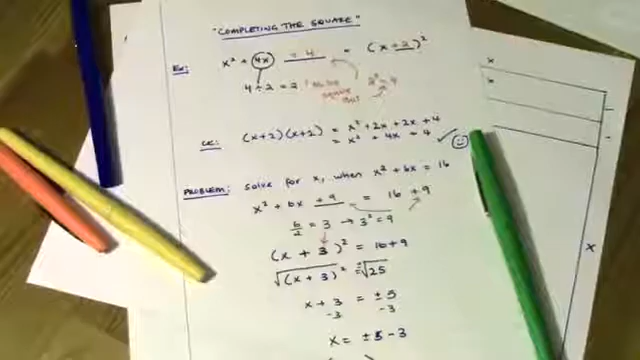 "COMPLETING THE SQUARE"
Ex: x² + 4x + 4 = (x + 2)²
4 ÷ 2 = 2 2² = 4
CK: (x+2)(x+2) = x² + 2x + 2x + 4
= x² + 4x + 4 ✓
PROBLEM: solve for x, when x² + 6x = 16
x² + 6x + 9 = 16 + 9
6/2 = 3 → 3² = 9
(x + 3)² = 16+9
√(x + 3)² = ±√25
x + 3 = ±5
-3 -3
x = ±5 - 3
x
x